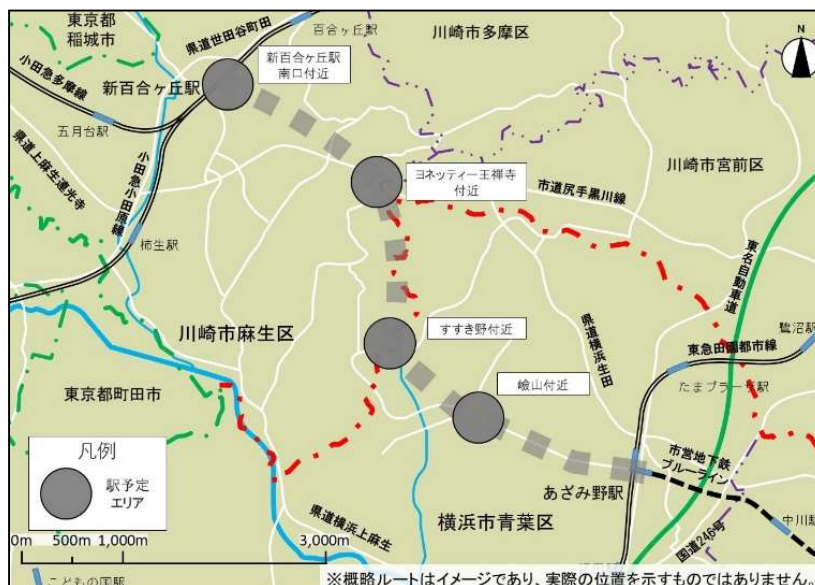 東京都
稲城市
県道世田谷町田
百合ヶ丘駅
川崎市多摩区
N
小田急多摩線
新百合ヶ丘駅
新百合ヶ丘駅
南口付近
五月台駅
県道上麻生連光寺
小田急小田原線
柿生駅
ヨネッティー王禅寺
付近
市道尻手黒川線
川崎市宮前区
東名自動車道
川崎市麻生区
すすき野付近
県道横浜生田
鷺沼駅
東急田園都市線
たまプラーザ駅
東京都町田市
嶮山付近
凡例
駅予定
エリア
市営地下鉄
ブルーライン
あざみ野駅
横浜市青葉区
県道横浜上麻生
国道246号
中川駅
0m 500m 1,000m 3,000m
こどもの国駅
※概略ルートはイメージであり、実際の位置を示すものではありません。